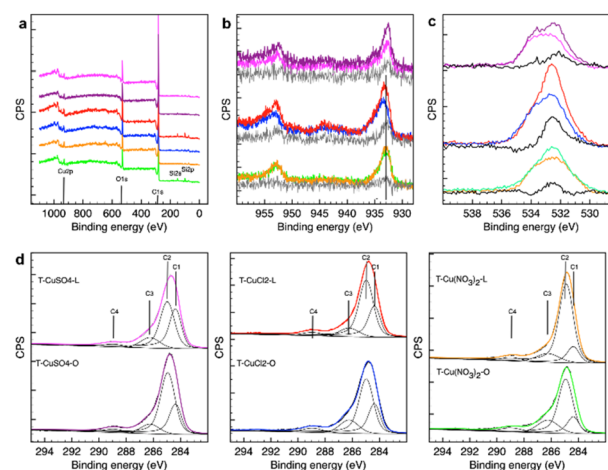 a
CPS
Cu2p
O1s
C1s
Si2s
Si2p
1000 800 600 400 200 0
Binding energy (eV)
b
CPS
955 950 945 940 935 930
Binding energy (eV)
c
CPS
538 536 534 532 530
Binding energy (eV)
d
CPS
C2
C1
C3
C4
T-CuSO4-L
T-CuSO4-O
294 292 290 288 286 284
Binding energy (eV)
C2
C1
C3
C4
T-CuCl2-L
T-CuCl2-O
294 292 290 288 286 284
Binding energy (eV)
C2
C1
C3
C4
T-Cu(NO3)2-L
T-Cu(NO3)2-O
294 292 290 288 286 284
Binding energy (eV)